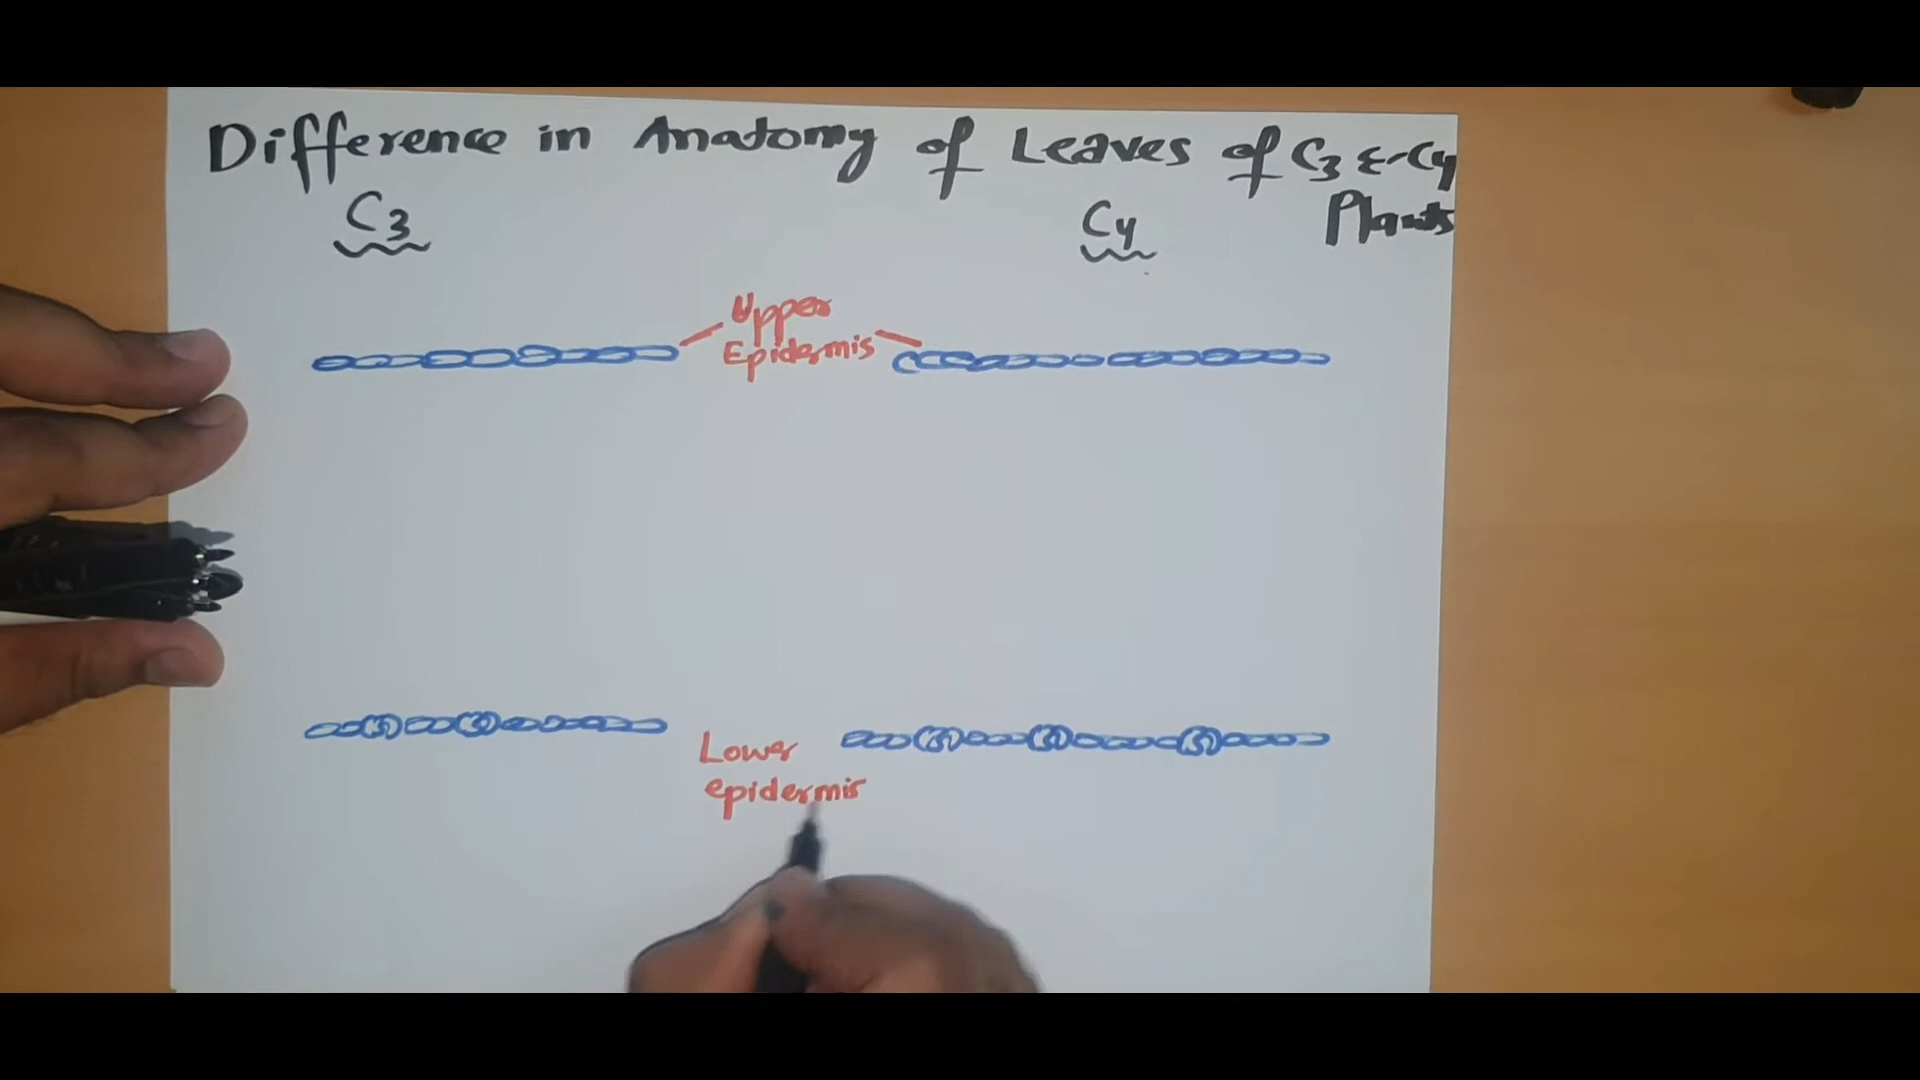 Difference in Anatomy of Leaves of C3 & C4
Plants
C3
C4
Upper
Epidermis
Lower
epidermis